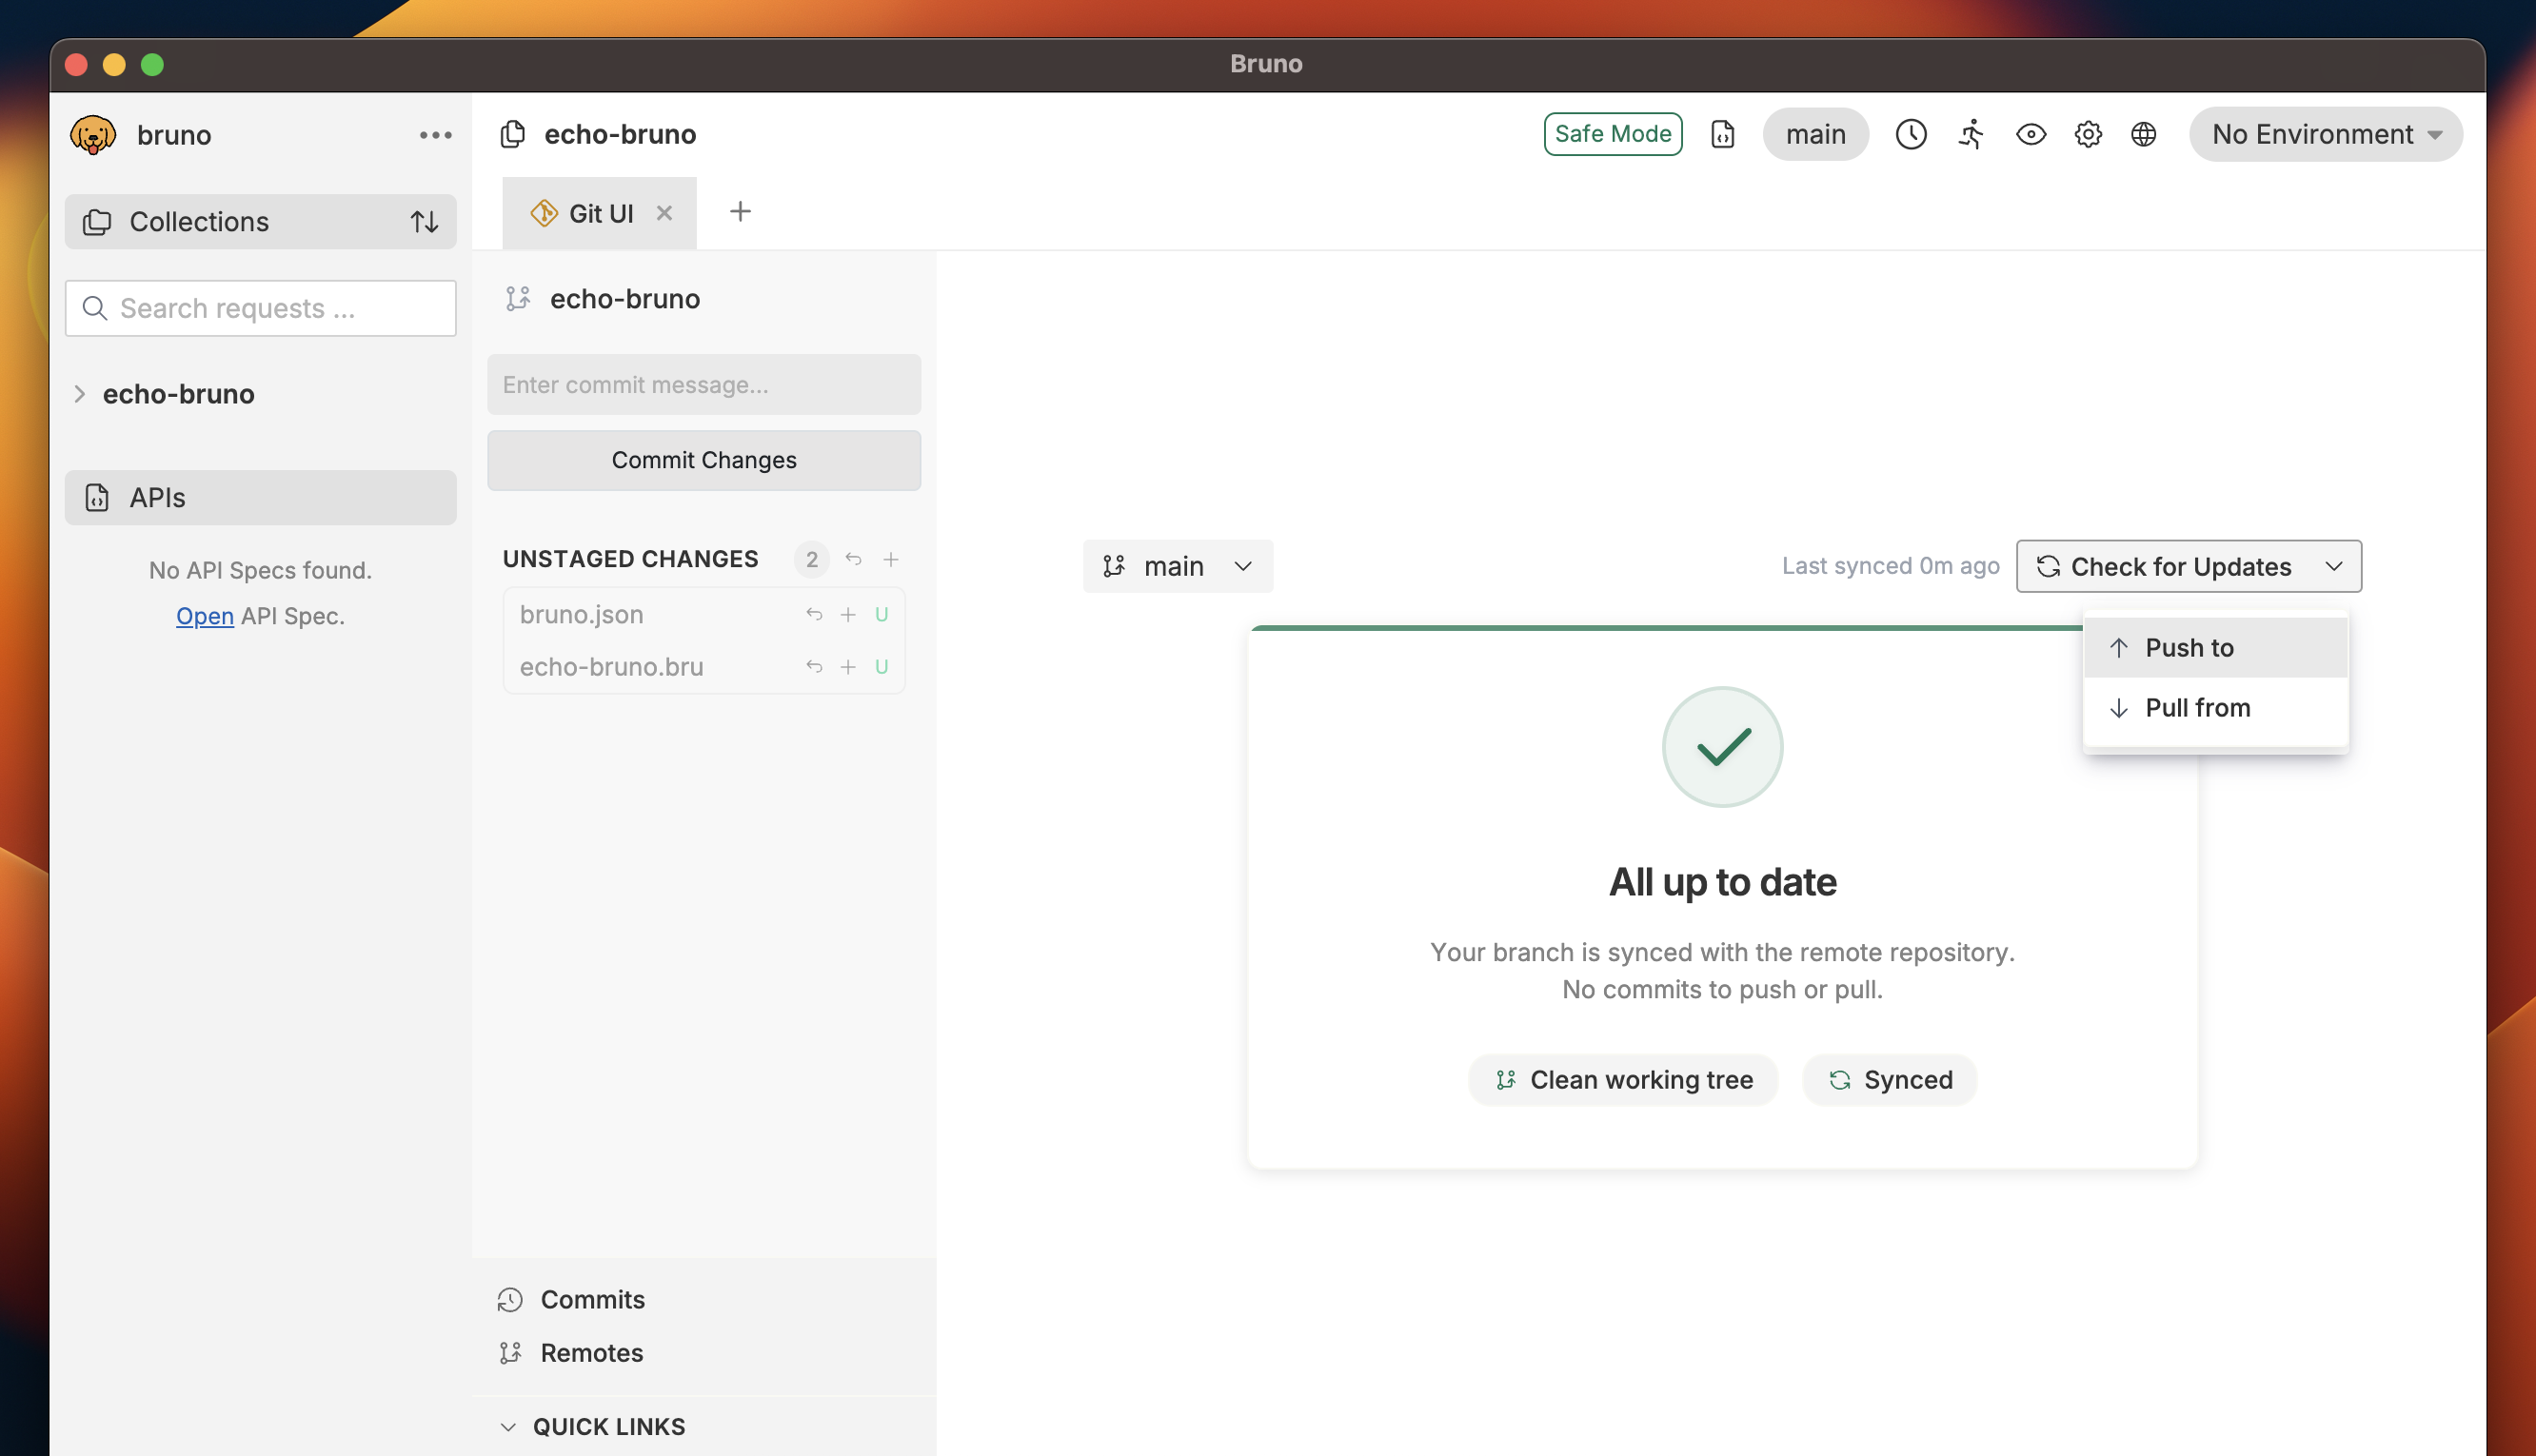 Bruno
bruno
echo-bruno
Safe Mode
main
No Environment
Collections
Git UI
Search requests ...
echo-bruno
APIs
No API Specs found.
Open API Spec.
echo-bruno
Enter commit message...
Commit Changes
UNSTAGED CHANGES 2
bruno.json U
echo-bruno.bru U
Commits
Remotes
QUICK LINKS
main
Last synced 0m ago
Check for Updates
Push to
Pull from
All up to date
Your branch is synced with the remote repository.
No commits to push or pull.
Clean working tree
Synced